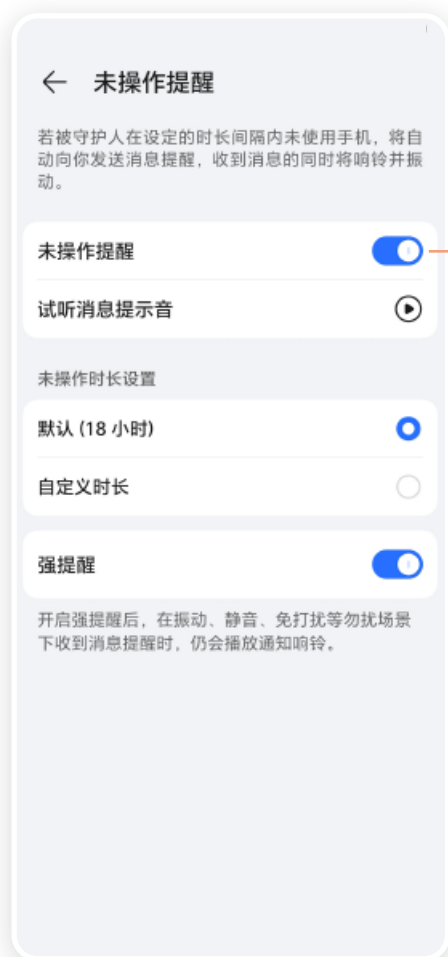 未操作提醒
若被守护人在设定的时长间隔内未使用手机，将自
动向你发送消息提醒，收到消息的同时将响铃并振
动。
未操作提醒
试听消息提示音
未操作时长设置
默认 (18 小时)
自定义时长
强提醒
开启强提醒后，在振动、静音、免打扰等勿扰场景
下收到消息提醒时，仍会播放通知响铃。